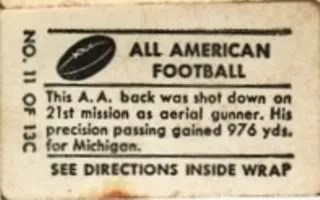 NO. 11 OF 13C
ALL AMERICAN
FOOTBALL
This A. A. back was shot down on
21st mission as aerial gunner. His
precision passing gained 976 yds.
for Michigan.
SEE DIRECTIONS INSIDE WRAP